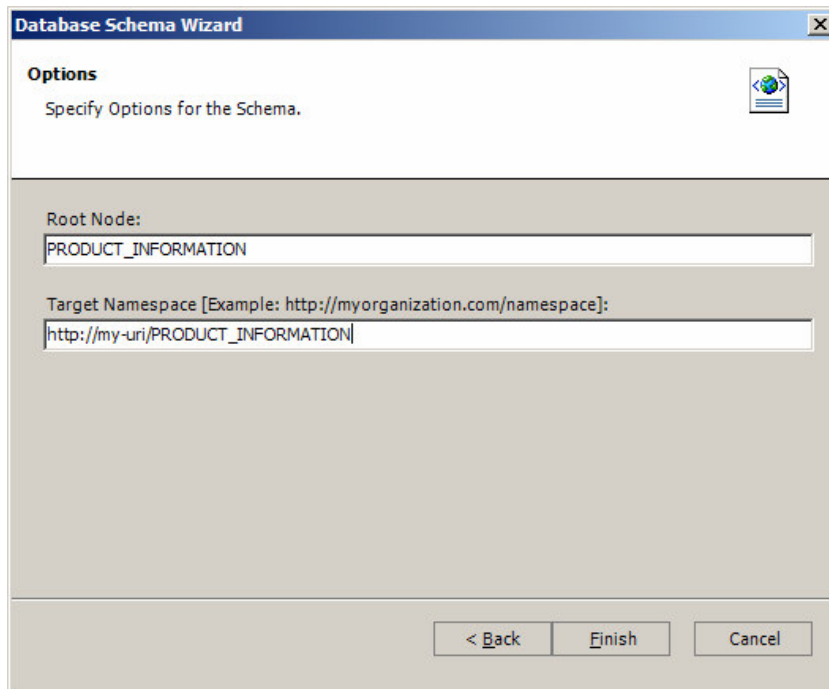 Database Schema Wizard
Options
Specify Options for the Schema.
Root Node:
PRODUCT_INFORMATION
Target Namespace [Example: http://myorganization.com/namespace]:
http://my-uri/PRODUCT_INFORMATION
< Back
Finish
Cancel